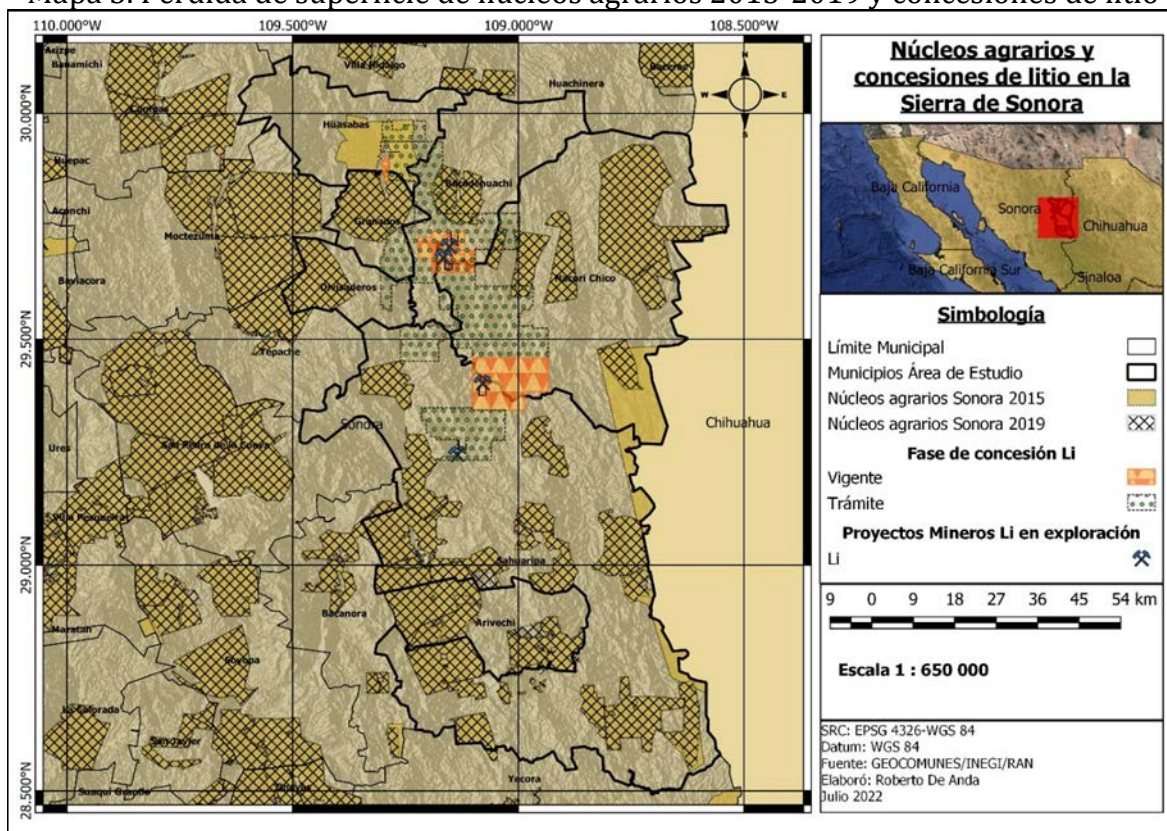 Mapa 3. Pérdida de superficie de núcleos agrarios 2015-2019 y concesiones de litio
110.000°W
109.500°W
109.000°W
108.500°W
30.000°N
29.500°N
29.000°N
28.500°N
Arizpe
Banamichi
Cumpas
Villa Hidalgo
Huachinera
Bacerac
Huásabas
Huepac
Bacadéhuachi
Aconchi
Granados
Moctezuma
Baviacora
Divisaderos
Nácori Chico
Tepache
Sonora
Chihuahua
San Pedro de la Cueva
Ures
Villa Pesqueira
Sahuaripa
Bacanora
Arivechi
Mazatan
Soyopa
La Colorada
San Javier
Suaqui Grande
Onavas
Yecora
Núcleos agrarios y
concesiones de litio en la
Sierra de Sonora
Baja California
Sonora
Chihuahua
Baja California Sur
Sinaloa
N
W
E
S
Simbología
Límite Municipal
Municipios Área de Estudio
Núcleos agrarios Sonora 2015
Núcleos agrarios Sonora 2019
Fase de concesión Li
Vigente
Trámite
Proyectos Mineros Li en exploración
Li
9 0 9 18 27 36 45 54 km
Escala 1 : 650 000
SRC: EPSG 4326-WGS 84
Datum: WGS 84
Fuente: GEOCOMUNES/INEGI/RAN
Elaboró: Roberto De Anda
Julio 2022